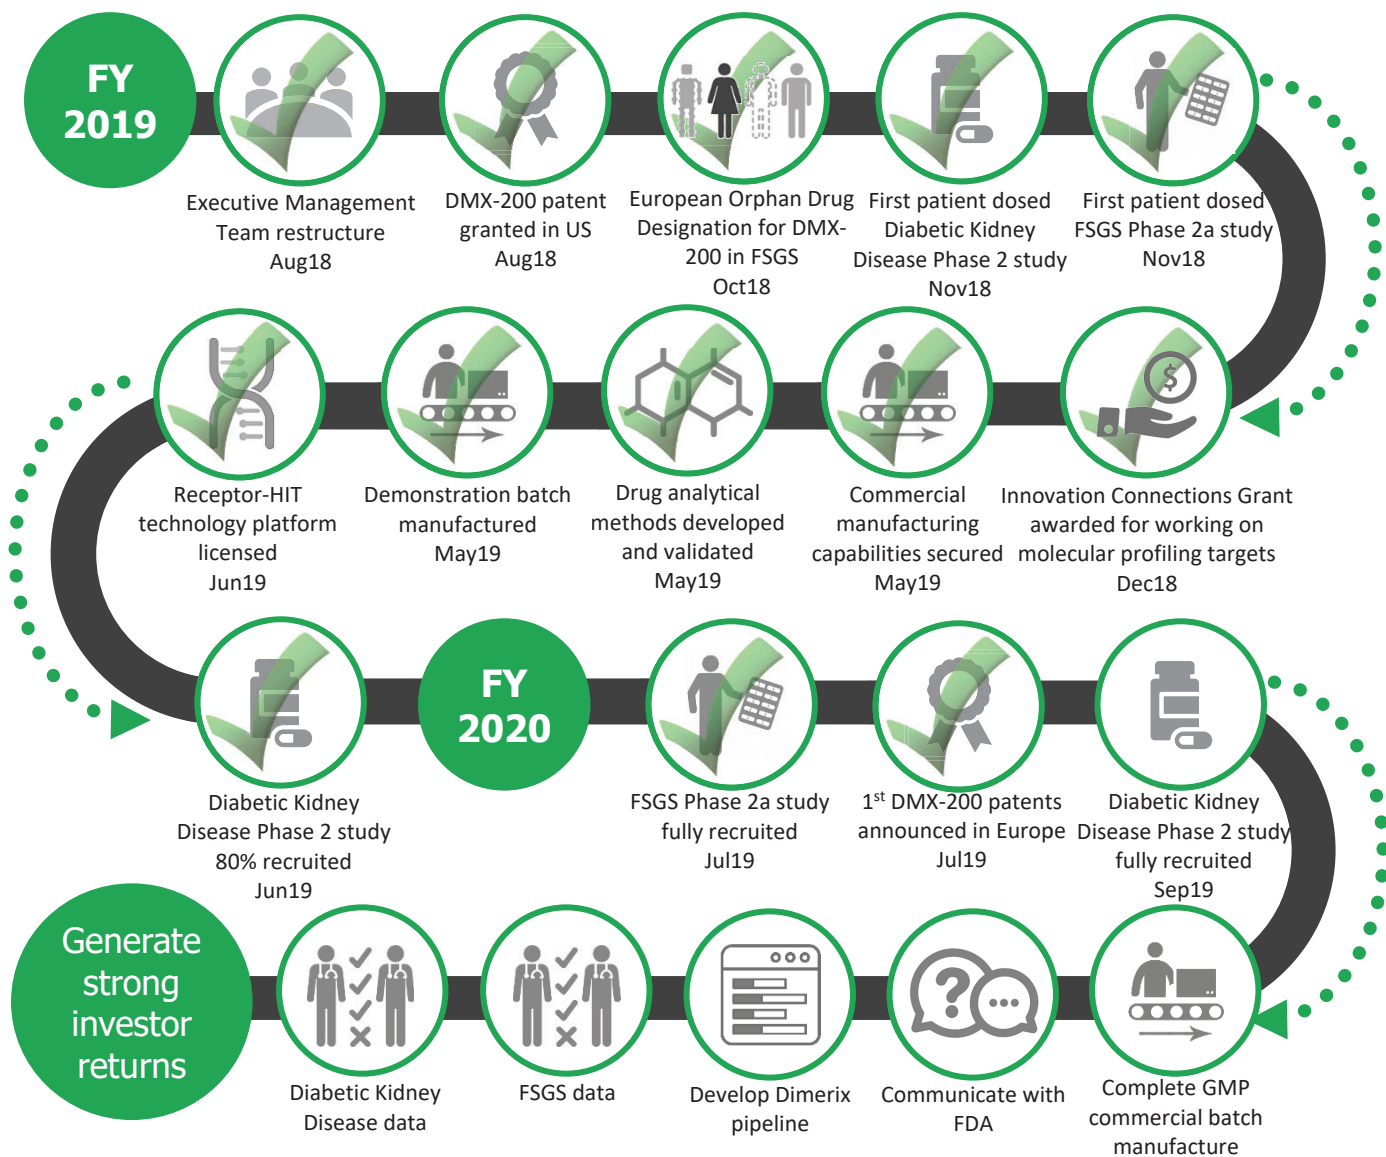 FY
2019
Executive Management
Team restructure
Aug18
DMX-200 patent
granted in US
Aug18
European Orphan Drug
Designation for DMX-
200 in FSGS
Oct18
First patient dosed
Diabetic Kidney
Disease Phase 2 study
Nov18
First patient dosed
FSGS Phase 2a study
Nov18
Receptor-HIT
technology platform
licensed
Jun19
Demonstration batch
manufactured
May19
Drug analytical
methods developed
and validated
May19
Commercial
manufacturing
capabilities secured
May19
$
Innovation Connections Grant
awarded for working on
molecular profiling targets
Dec18
Diabetic Kidney
Disease Phase 2 study
80% recruited
Jun19
FY
2020
FSGS Phase 2a study
fully recruited
Jul19
1st DMX-200 patents
announced in Europe
Jul19
Diabetic Kidney
Disease Phase 2 study
fully recruited
Sep19
Generate
strong
investor
returns
Diabetic Kidney
Disease data
FSGS data
Develop Dimerix
pipeline
?
Communicate with
FDA
Complete GMP
commercial batch
manufacture